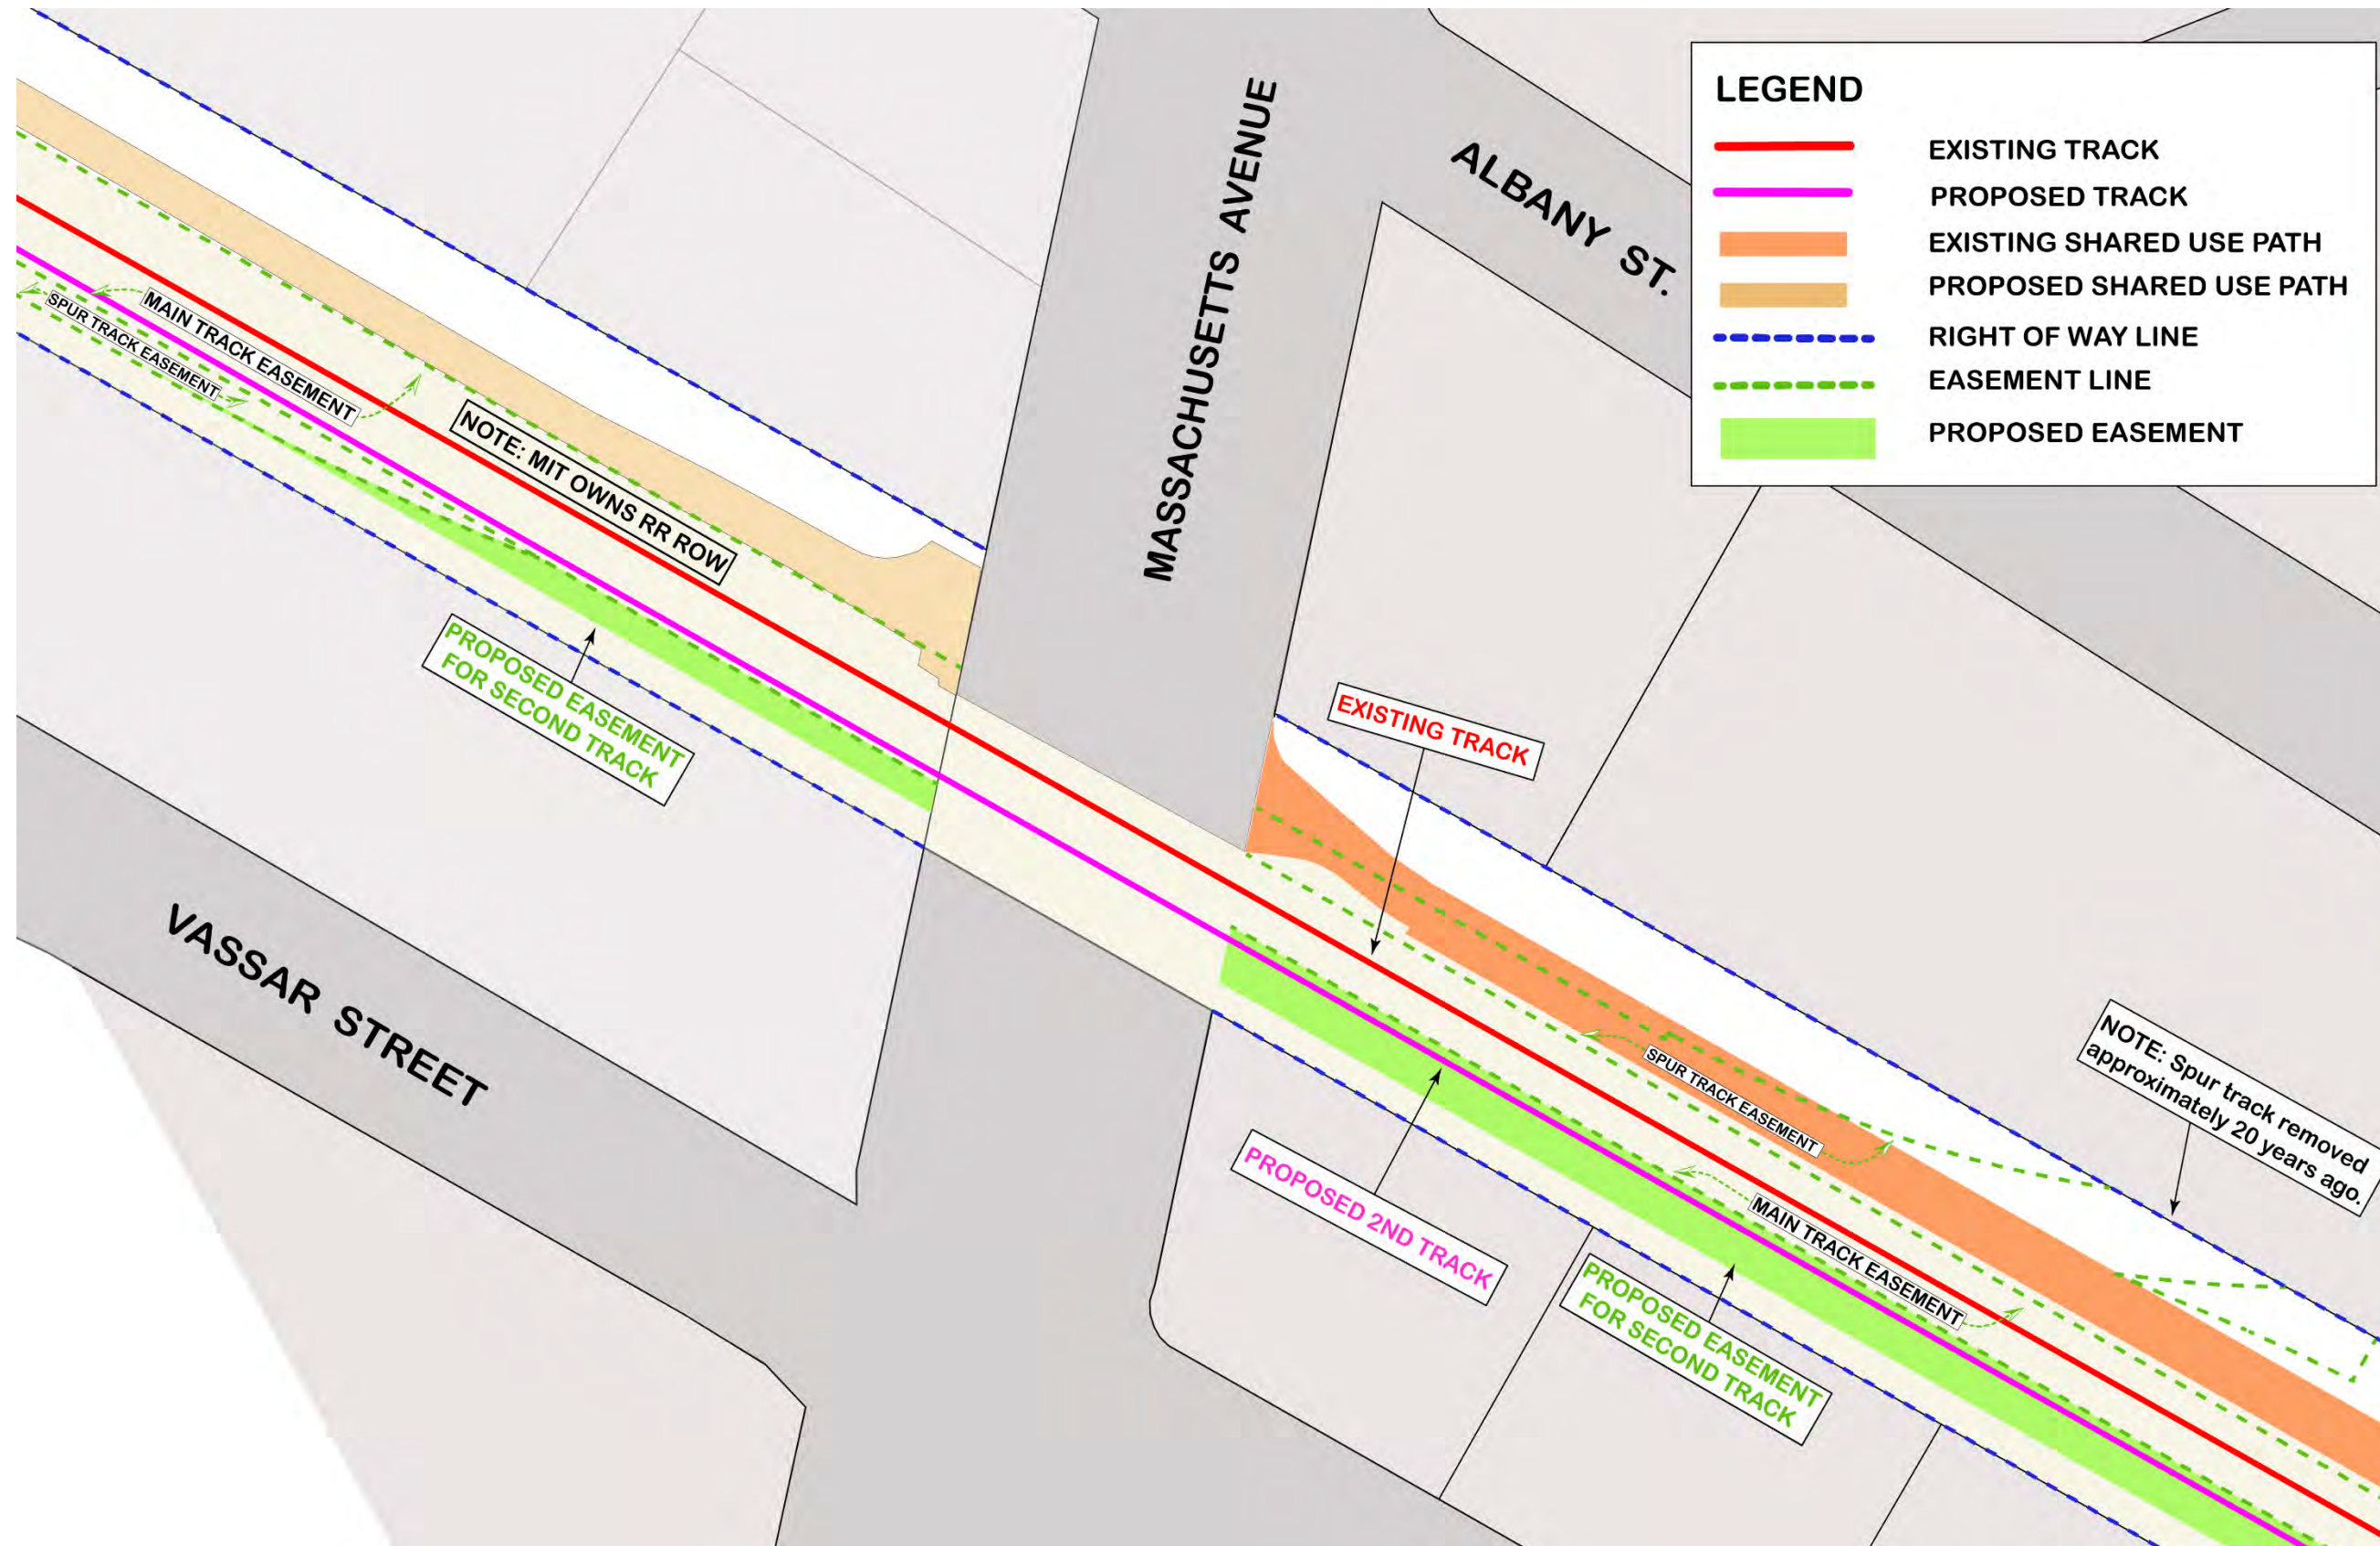 LEGEND
EXISTING TRACK
PROPOSED TRACK
EXISTING SHARED USE PATH
PROPOSED SHARED USE PATH
RIGHT OF WAY LINE
EASEMENT LINE
PROPOSED EASEMENT
MASSACHUSETTS AVENUE
ALBANY ST.
MAIN TRACK EASEMENT
SPUR TRACK EASEMENT
NOTE: MIT OWNS RR ROW
PROPOSED EASEMENT
FOR SECOND TRACK
EXISTING TRACK
VASSAR STREET
SPUR TRACK EASEMENT
NOTE: Spur track removed
approximately 20 years ago.
PROPOSED 2ND TRACK
MAIN TRACK EASEMENT
PROPOSED EASEMENT
FOR SECOND TRACK